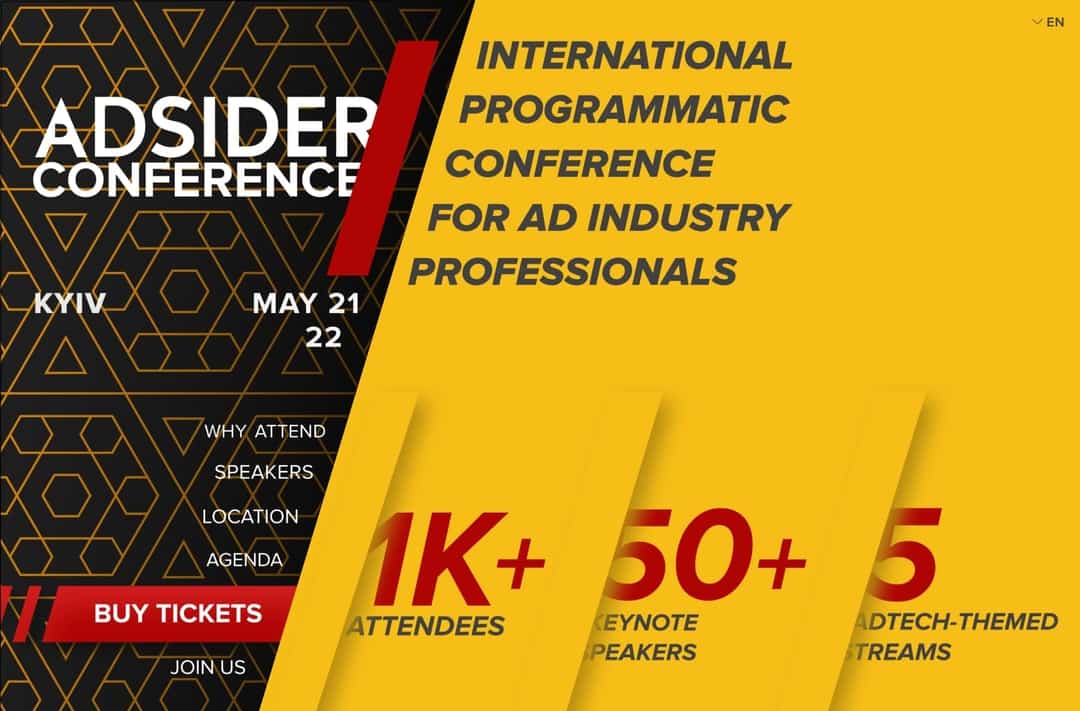 EN
ADSIDER
CONFERENCE
INTERNATIONAL
PROGRAMMATIC
CONFERENCE
FOR AD INDUSTRY
PROFESSIONALS
KYIV
MAY 21
22
WHY ATTEND
SPEAKERS
LOCATION
AGENDA
BUY TICKETS
JOIN US
1K+
ATTENDEES
50+
KEYNOTE
SPEAKERS
5
ADTECH-THEMED
STREAMS